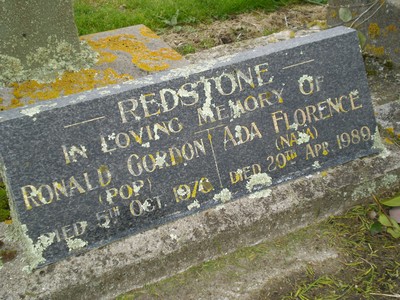 REDSTONE
IN LOVING MEMORY OF
RONALD GORDON
(POP)
DIED 5TH OCT 1976
ADA FLORENCE
(NANA)
DIED 20TH APR 1989